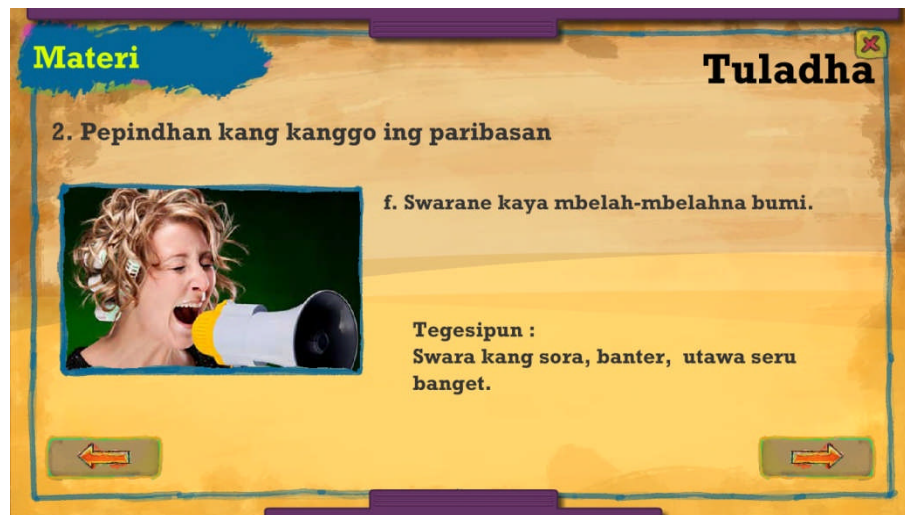 Materi
Tuladha
2. Pepindhan kang kanggo ing paribasan
f. Swarane kaya mbelah-mbelahna bumi.
Tegesipun :
Swara kang sora, banter, utawa seru
banget.